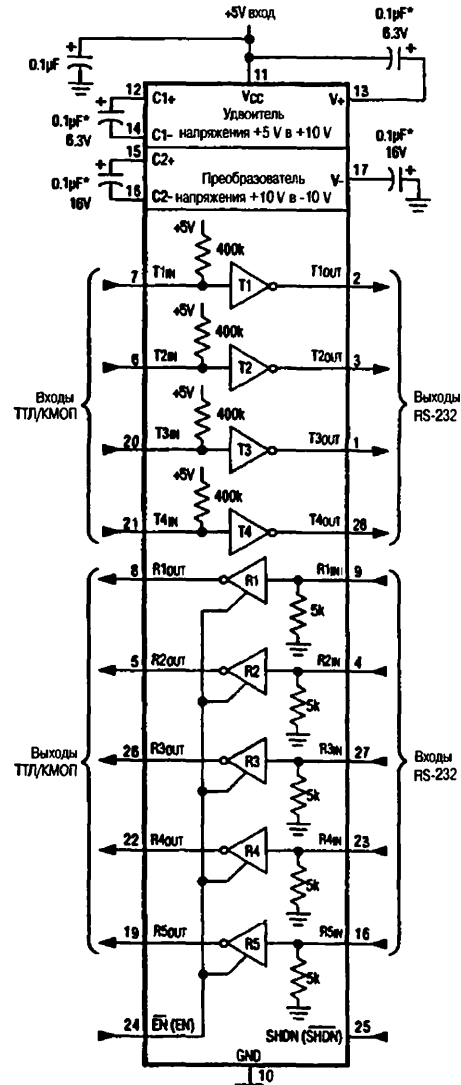 +5V вход
0.1µF
0.1µF*
6.3V
11
12 C1+ VCC V+ 13
Удвоитель
напряжения +5 V в +10 V
0.1µF*
6.3V
14 C1-
15 C2+
Преобразователь
напряжения +10 V в -10 V
0.1µF*
16V
16 C2-
V- 17
0.1µF*
16V
+5V
400k
7 T1IN T1 T1OUT 2
+5V
400k
6 T2IN T2 T2OUT 3
Входы
ТТЛ/КМОП
Выходы
RS-232
+5V
400k
20 T3IN T3 T3OUT 1
+5V
400k
21 T4IN T4 T4OUT 28
8 R1OUT R1 R1IN 9
5k
5 R2OUT R2 R2IN 4
5k
Выходы
ТТЛ/КМОП
Входы
RS-232
26 R3OUT R3 R3IN 27
5k
22 R4OUT R4 R4IN 23
5k
19 R5OUT R5 R5IN 16
5k
24 EN (EN) SHDN (SHDN) 25
GND
10